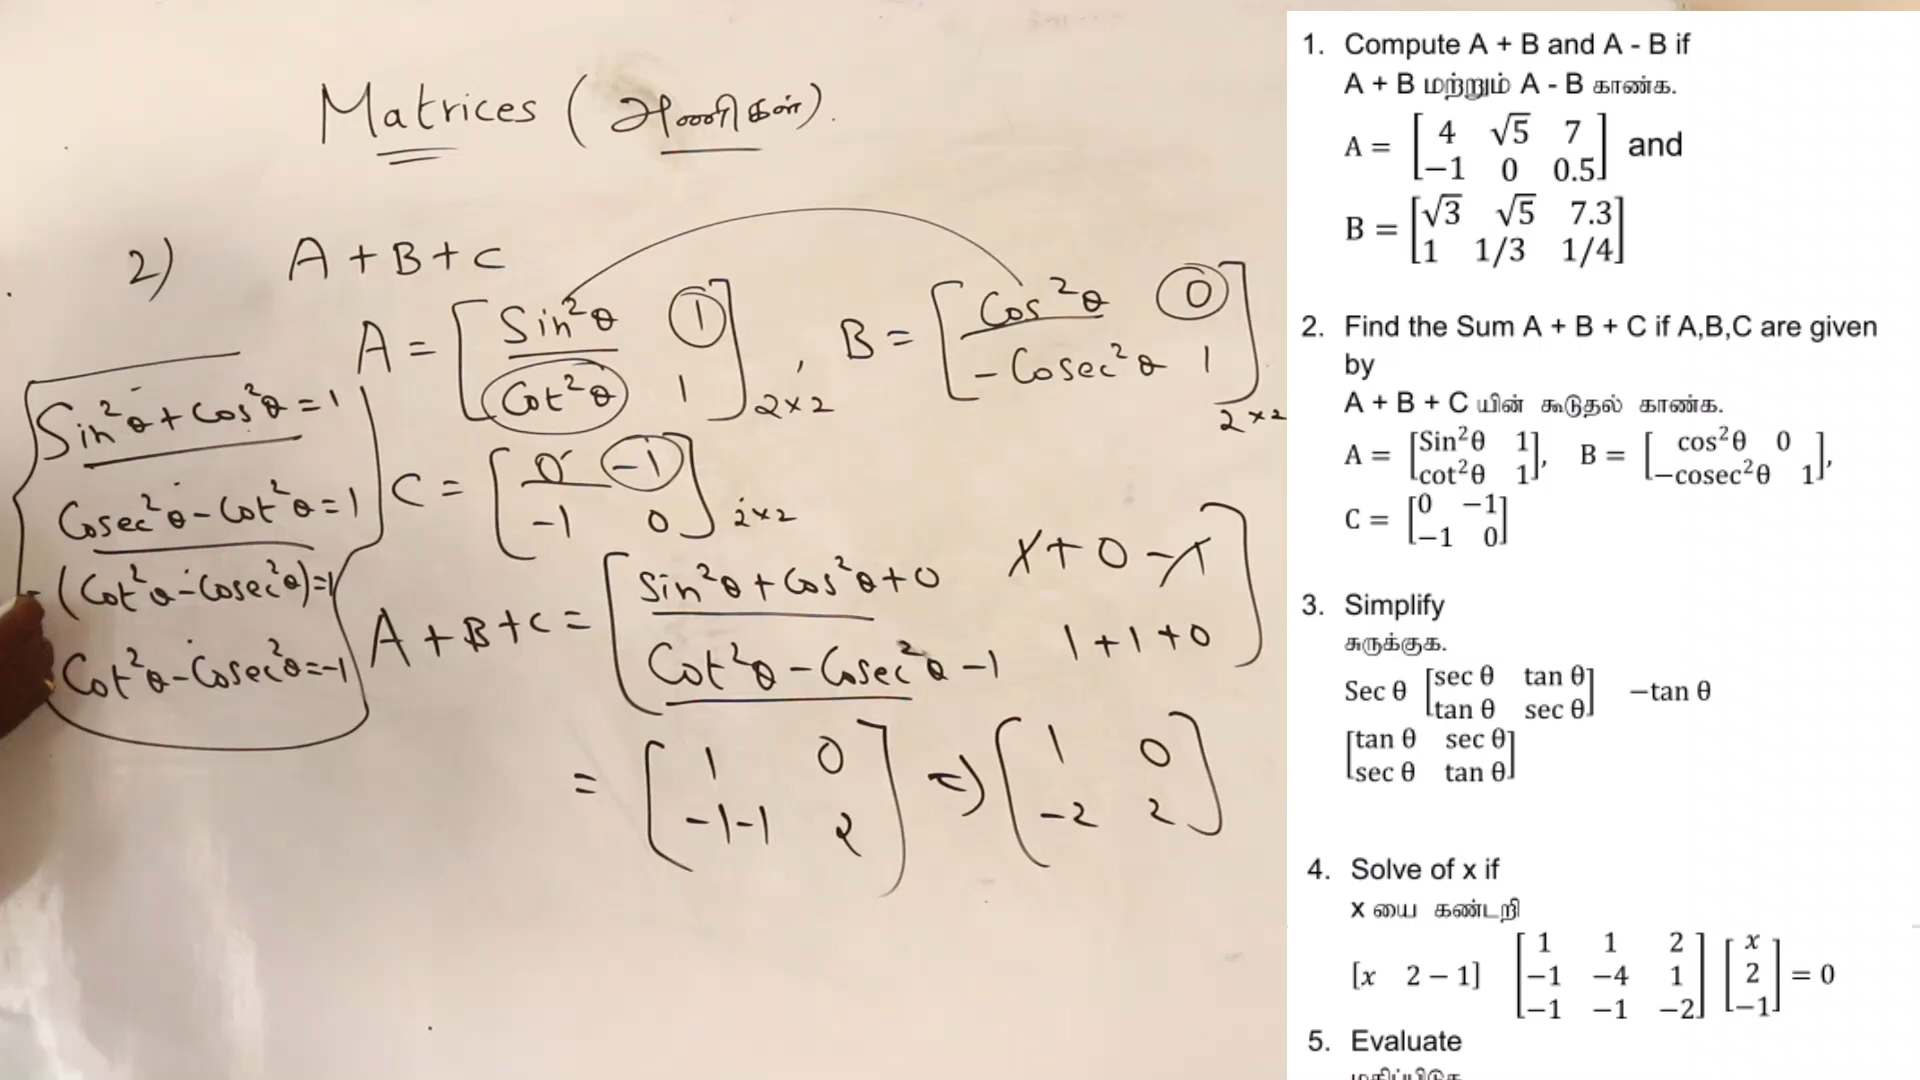 Matrices (அணிகள்).
2) A + B + C
A = [ Sin²θ 1
Cot²θ 1 ] 2×2 , B = [ Cos²θ 0
-Cosec²θ 1 ] 2×2
C = [ 0 -1
-1 0 ] 2×2
Sin²θ + Cos²θ = 1
Cosec²θ - Cot²θ = 1
-(Cot²θ - Cosec²θ) = 1
Cot²θ - Cosec²θ = -1
A + B + C = [ Sin²θ + Cos²θ + 0 1 + 0 - 1
Cot²θ - Cosec²θ - 1 1 + 1 + 0 ]
= [ 1 0
-1-1 2 ] => [ 1 0
-2 2 ]
1. Compute A + B and A - B if
A + B மற்றும் A - B காண்க.
A = [ 4 √5 7
−1 0 0.5 ] and
B = [ √3 √5 7.3
1 1/3 1/4 ]
2. Find the Sum A + B + C if A,B,C are given
by
A + B + C யின் கூடுதல் காண்க.
A = [ Sin²θ 1
cot²θ 1 ], B = [ cos²θ 0
−cosec²θ 1 ],
C = [ 0 −1
−1 0 ]
3. Simplify
சுருக்குக.
Sec θ [ sec θ tan θ
tan θ sec θ ] −tan θ
[ tan θ sec θ
sec θ tan θ ]
4. Solve of x if
x யை கண்டறி
[x 2 − 1] [ 1 1 2
−1 −4 1
−1 −1 −2 ] [ x
2
−1 ] = 0
5. Evaluate